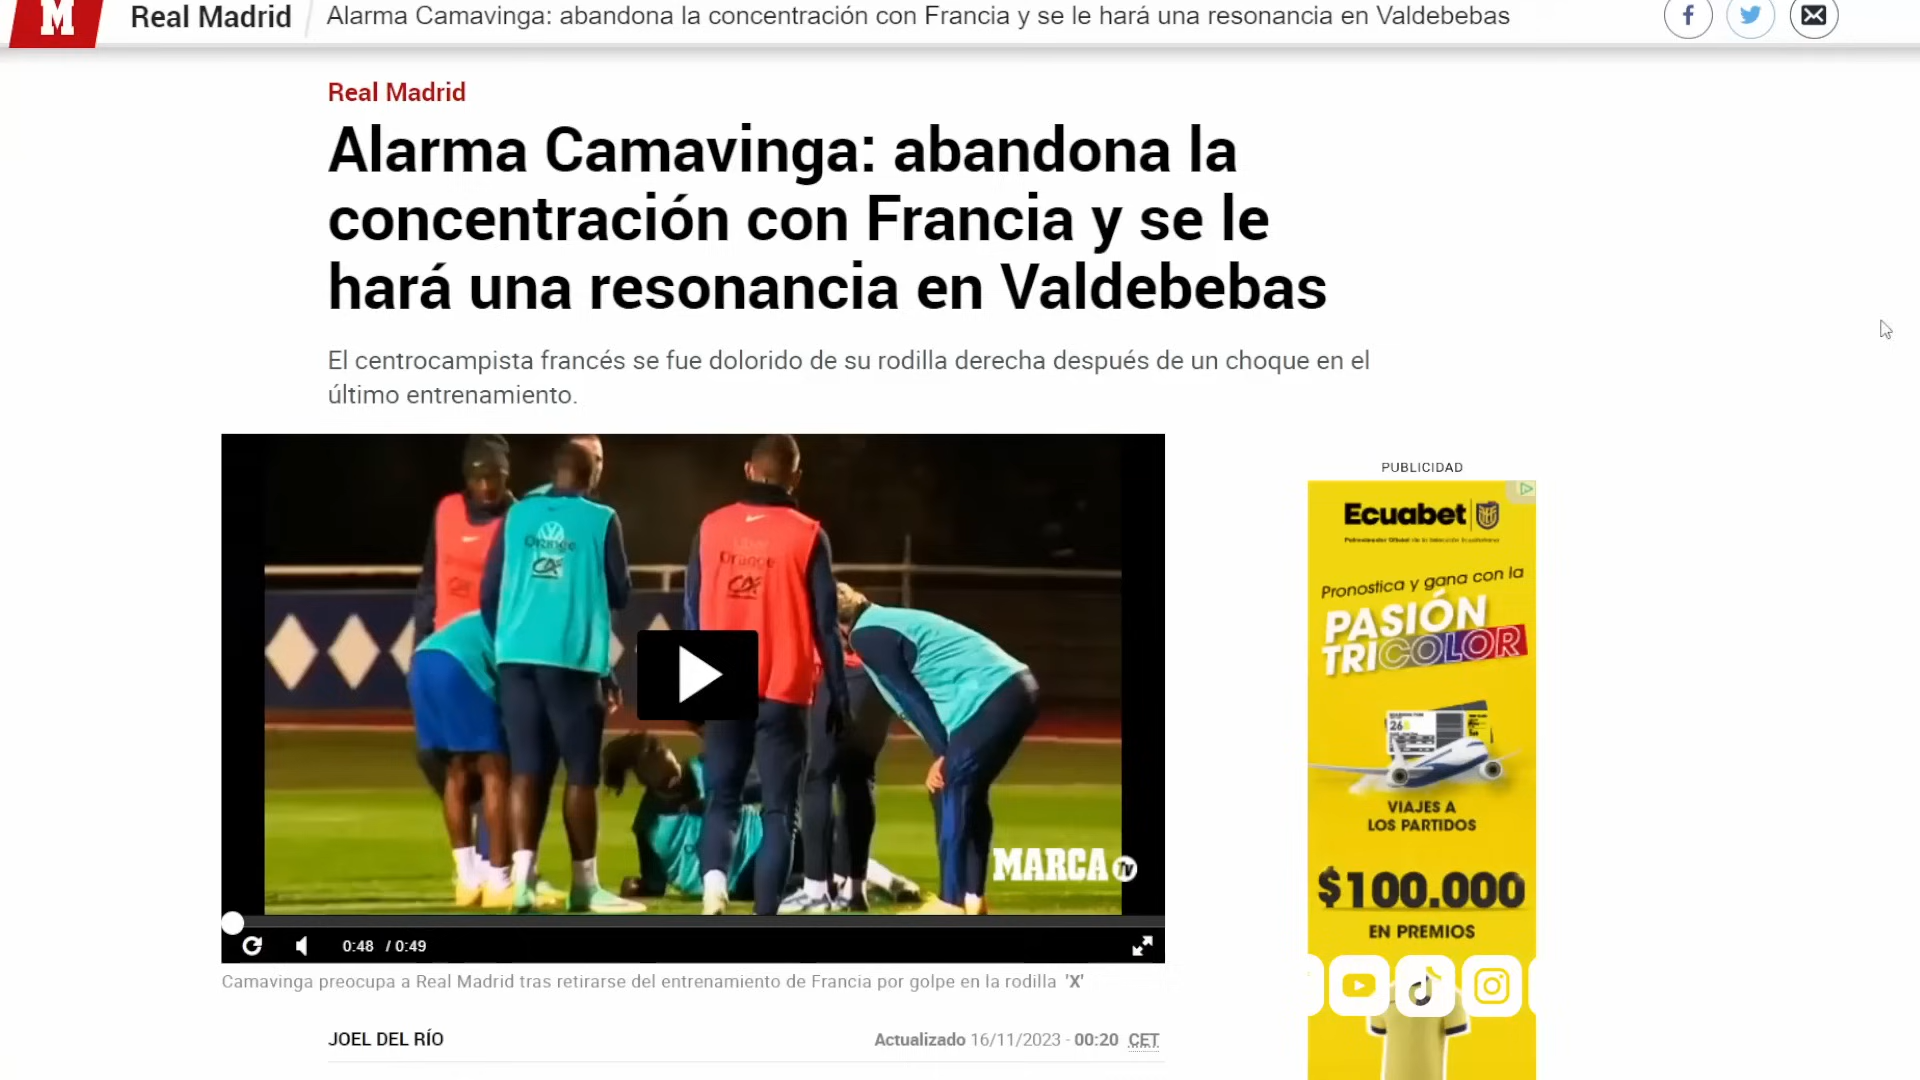 M
Real Madrid
Alarma Camavinga: abandona la concentración con Francia y se le hará una resonancia en Valdebebas
Real Madrid
Alarma Camavinga: abandona la
concentración con Francia y se le
hará una resonancia en Valdebebas
El centrocampista francés se fue dolorido de su rodilla derecha después de un choque en el
último entrenamiento.
Orange
Uber
Orange
MARCA TV
0:48 / 0:49
Camavinga preocupa a Real Madrid tras retirarse del entrenamiento de Francia por golpe en la rodilla 'X'
JOEL DEL RÍO
Actualizado 16/11/2023 - 00:20 CET
PUBLICIDAD
Ecuabet
Pronostica y gana con la
PASIÓN
TRICOLOR
26
VIAJES A
LOS PARTIDOS
$100.000
EN PREMIOS